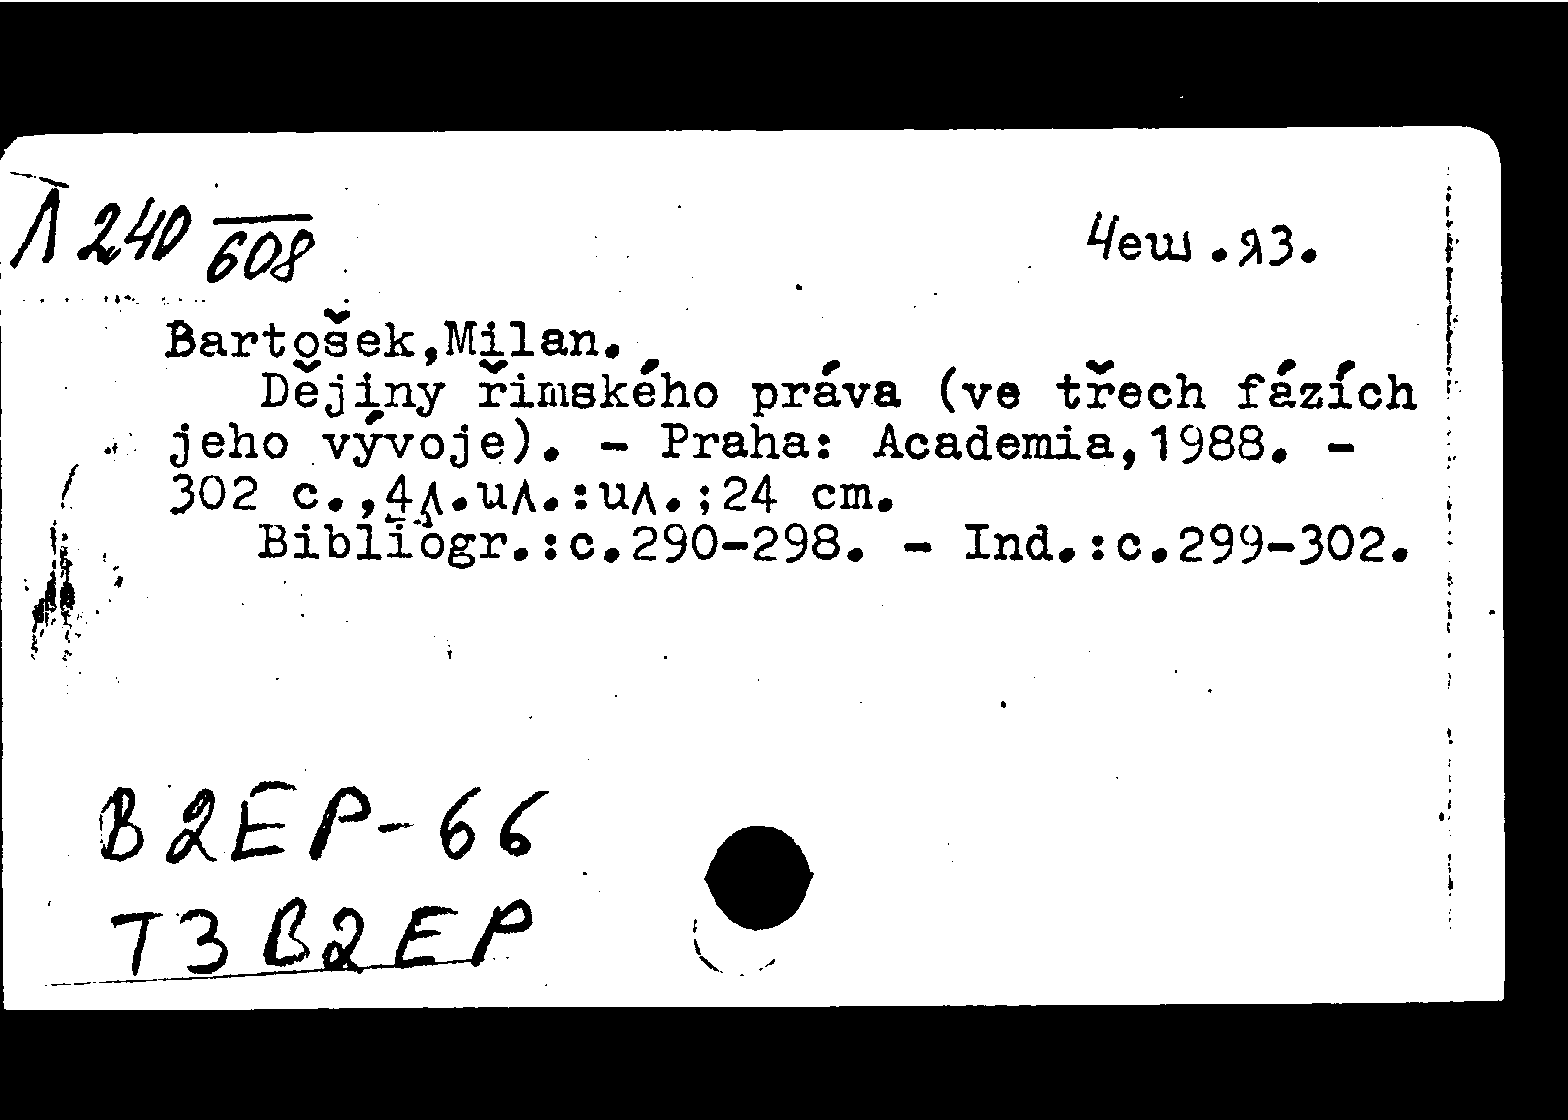 Л 240/608
Чеш.яз.
Bartošek,Milan.
Dějiny římského práva (ve třech fázích
jeho vývoje). - Praha: Academia,1988. -
302 с.,4л.ил.:ил.;24 cm.
Bibliogr.:с.290-298. - Ind.:с.299-302.
B2EP-66
T3B2EP